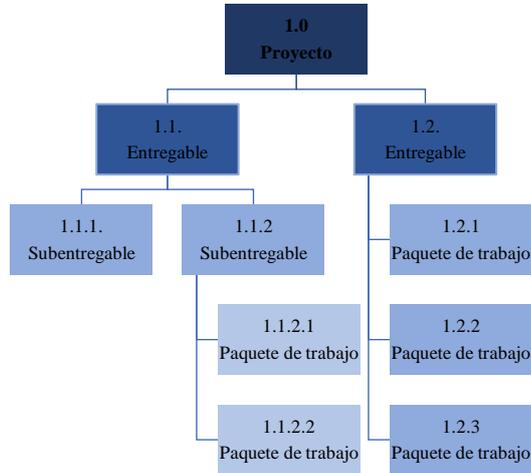 1.0
Proyecto
1.1.
Entregable
1.2.
Entregable
1.1.1.
Subentregable
1.1.2
Subentregable
1.2.1
Paquete de trabajo
1.1.2.1
Paquete de trabajo
1.2.2
Paquete de trabajo
1.1.2.2
Paquete de trabajo
1.2.3
Paquete de trabajo